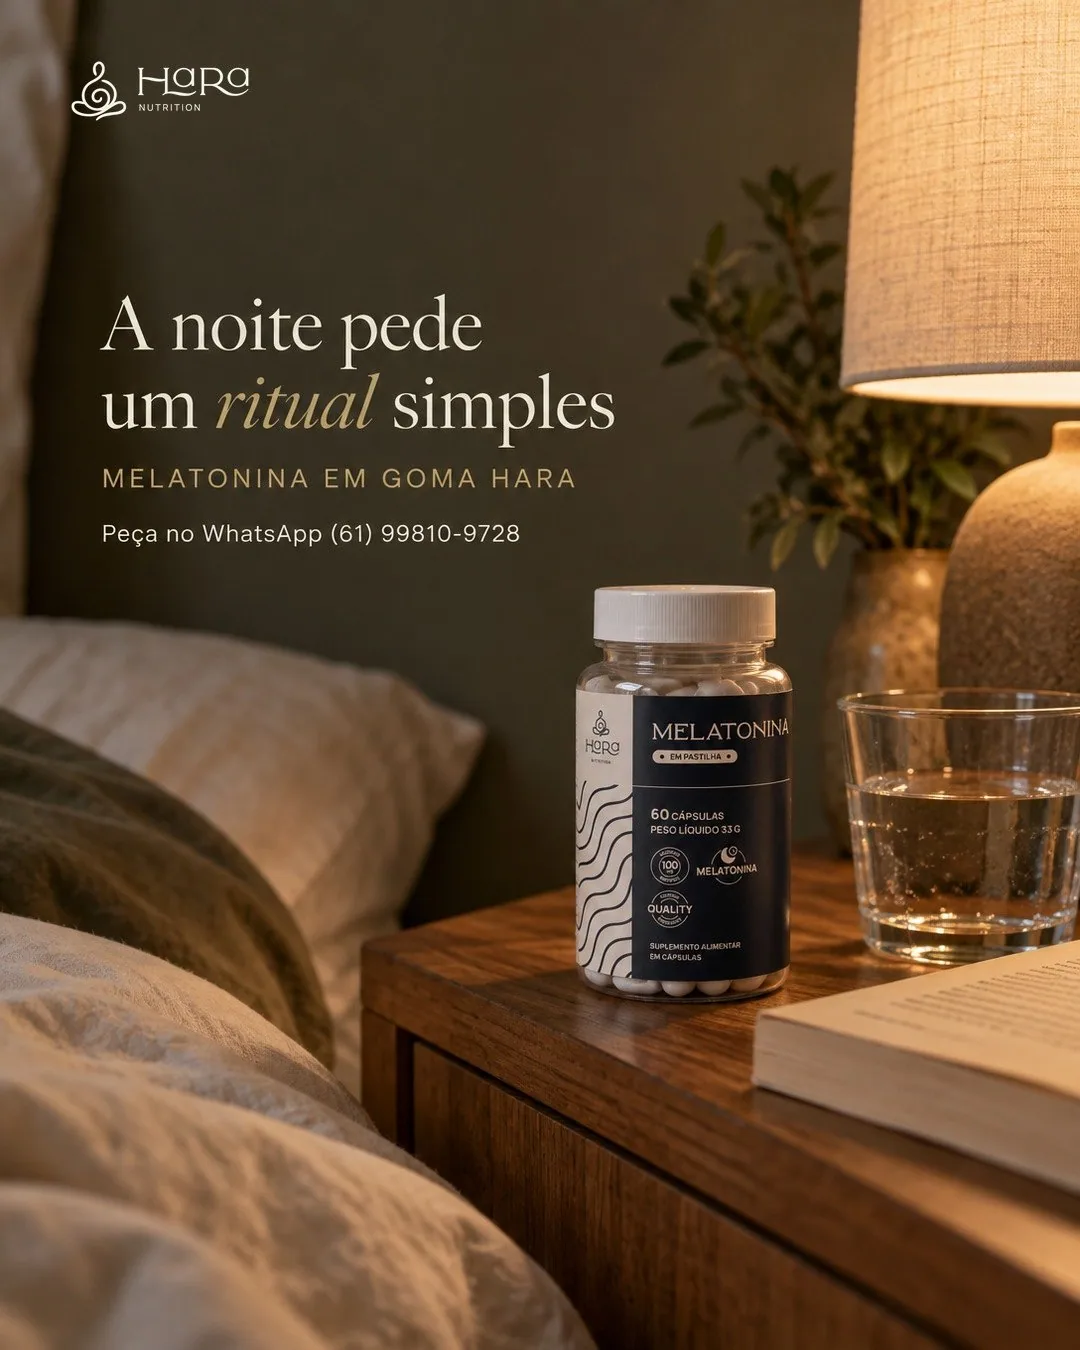 HaRa
NUTRITION
A noite pede
um ritual simples
MELATONINA EM GOMA HARA
Peça no WhatsApp (61) 99810-9728
HaRa
NUTRITION
MELATONINA
EM PASTILHA
60 CÁPSULAS
PESO LÍQUIDO 33 G
100
MELATONINA
QUALITY
SUPLEMENTO ALIMENTAR
EM CÁPSULAS